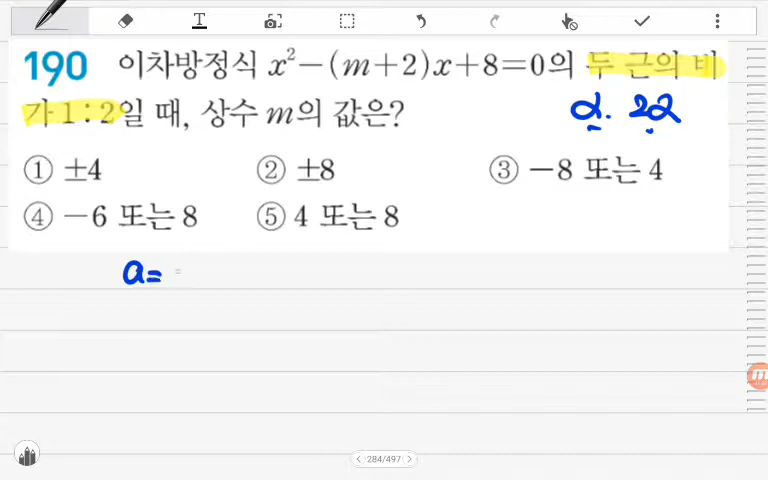 T
190 이차방정식 x²−(m+2)x+8=0의 두 근의 비
가 1 : 2일 때, 상수 m의 값은?
α. 2α
① ±4 ② ±8 ③ −8 또는 4
④ −6 또는 8 ⑤ 4 또는 8
a=
284/497